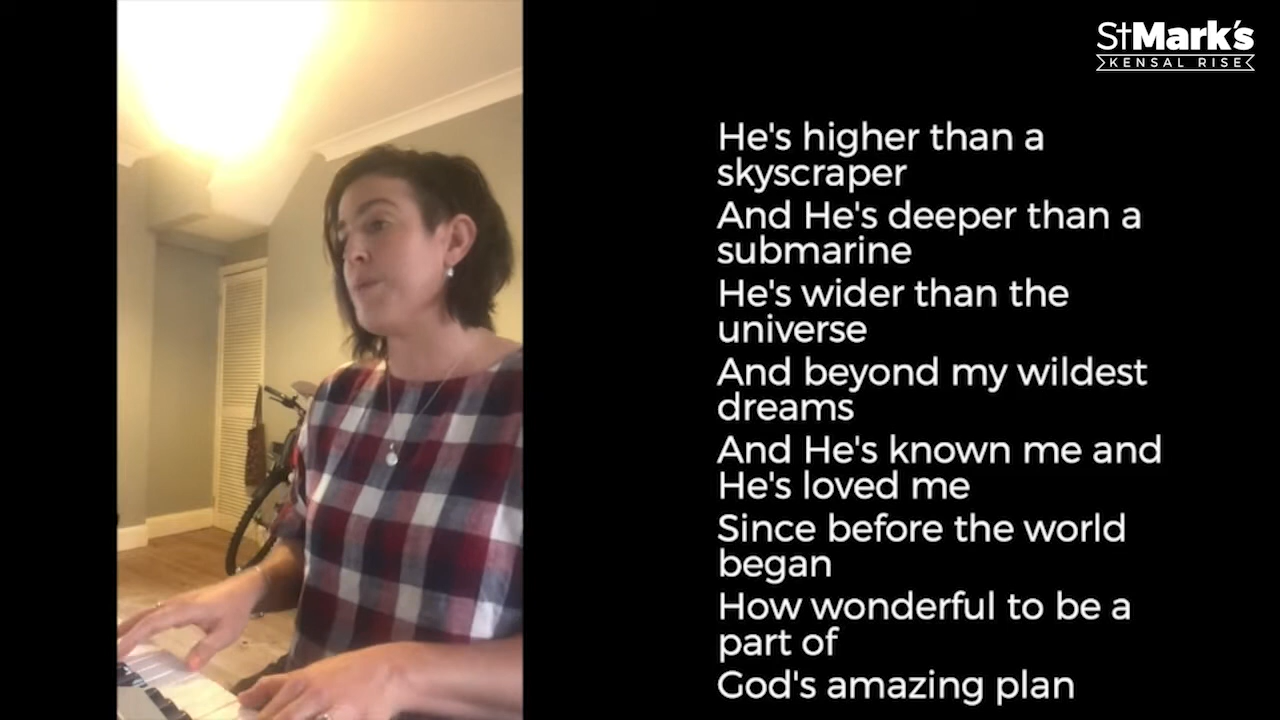 StMark's
KENSAL RISE
He's higher than a
skyscraper
And He's deeper than a
submarine
He's wider than the
universe
And beyond my wildest
dreams
And He's known me and
He's loved me
Since before the world
began
How wonderful to be a
part of
God's amazing plan